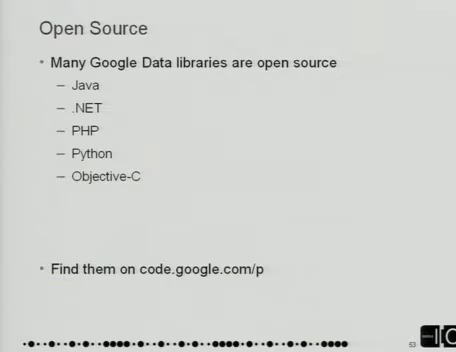 Open Source
• Many Google Data libraries are open source
– Java
– .NET
– PHP
– Python
– Objective-C
• Find them on code.google.com/p
53
IO